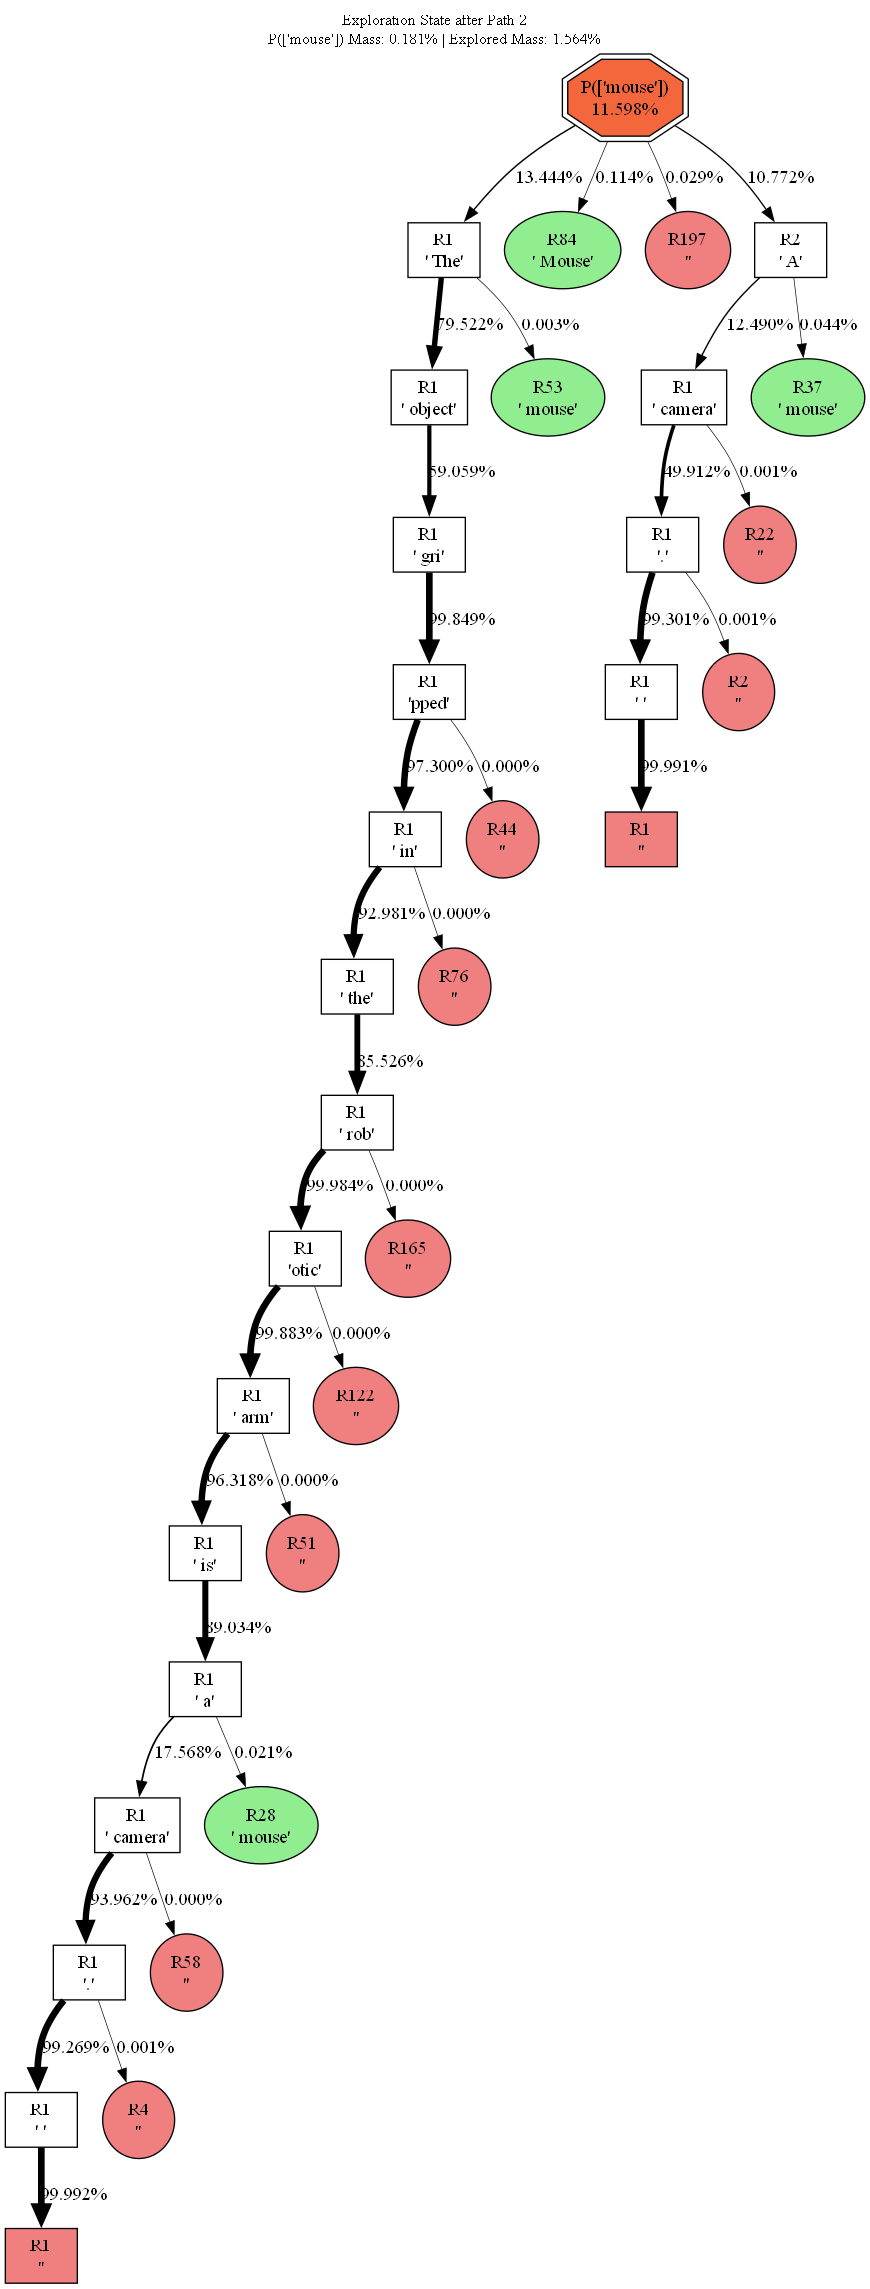 Exploration State after Path 2
P(['mouse']) Mass: 0.181% | Explored Mass: 1.564%
P(['mouse'])
11.598%
13.444%
0.114%
0.029%
10.772%
R1
' The'
R84
' Mouse'
R197
''
R2
' A'
79.522%
0.003%
12.490%
0.044%
R1
' object'
R53
' mouse'
R1
' camera'
R37
' mouse'
59.059%
49.912%
0.001%
R1
' gri'
R1
'.'
R22
''
99.849%
99.301%
0.001%
R1
'pped'
R1
' '
R2
''
97.300%
0.000%
99.991%
R1
' in'
R44
''
R1
''
92.981%
0.000%
R1
' the'
R76
''
85.526%
R1
' rob'
99.984%
0.000%
R1
'otic'
R165
''
99.883%
0.000%
R1
' arm'
R122
''
96.318%
0.000%
R1
' is'
R51
''
89.034%
R1
' a'
17.568%
0.021%
R1
' camera'
R28
' mouse'
93.962%
0.000%
R1
'.'
R58
''
99.269%
0.001%
R1
' '
R4
''
99.992%
R1
''